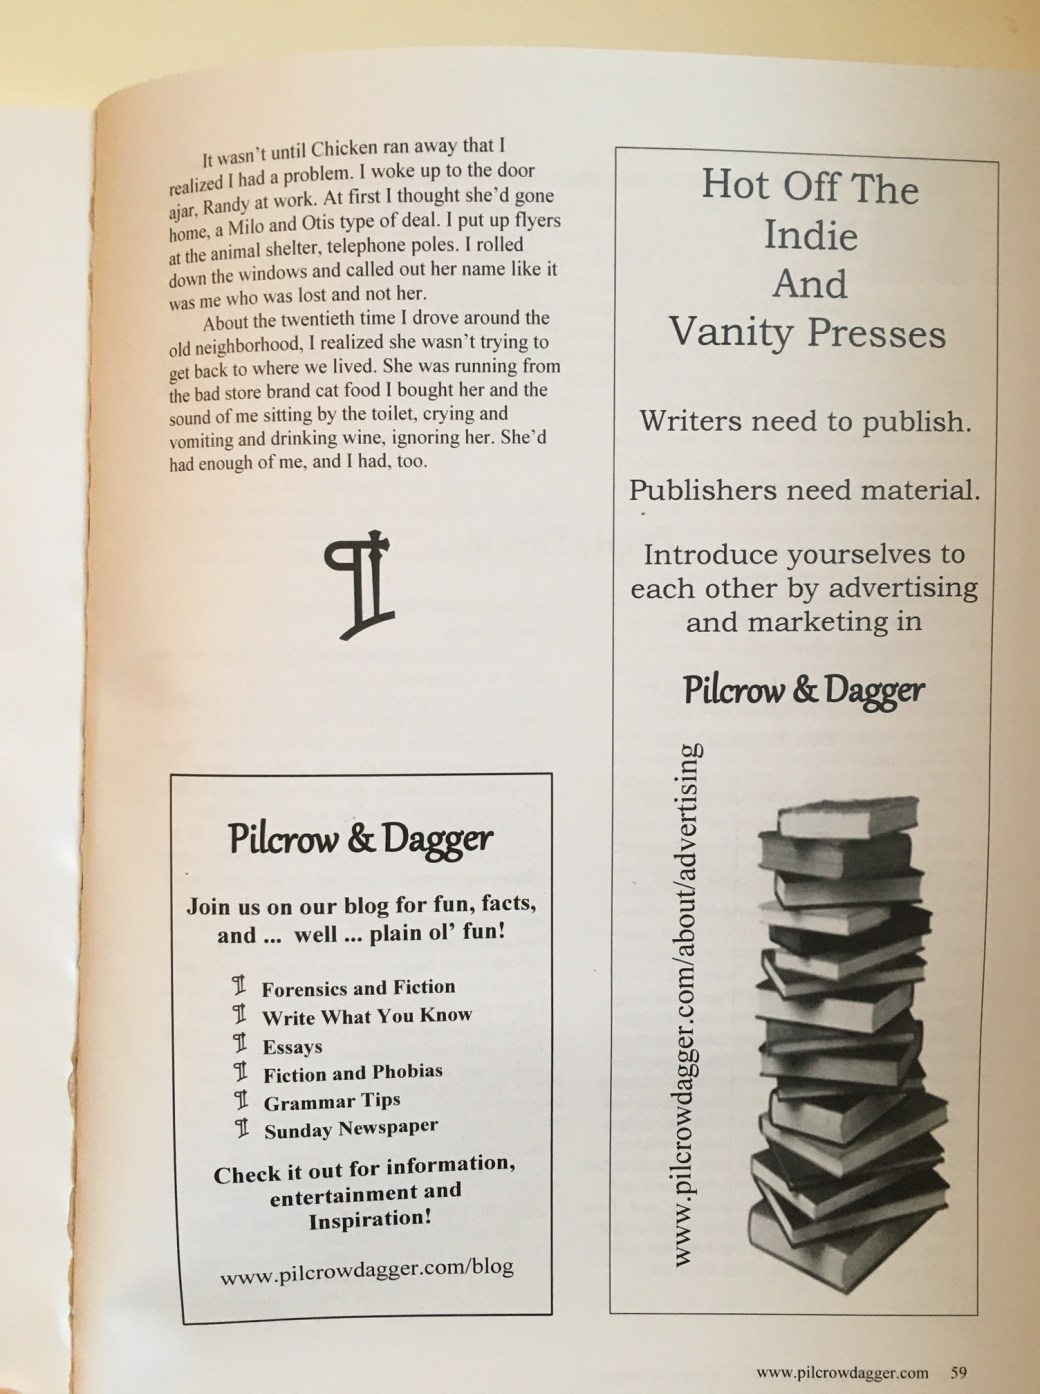 It wasn't until Chicken ran away that I
realized I had a problem. I woke up to the door
ajar, Randy at work. At first I thought she'd gone
home, a Milo and Otis type of deal. I put up flyers
at the animal shelter, telephone poles. I rolled
down the windows and called out her name like it
was me who was lost and not her.
About the twentieth time I drove around the
old neighborhood, I realized she wasn't trying to
get back to where we lived. She was running from
the bad store brand cat food I bought her and the
sound of me sitting by the toilet, crying and
vomiting and drinking wine, ignoring her. She'd
had enough of me, and I had, too.
Pilcrow & Dagger
Join us on our blog for fun, facts,
and ... well ... plain ol' fun!
Forensics and Fiction
Write What You Know
Essays
Fiction and Phobias
Grammar Tips
Sunday Newspaper
Check it out for information,
entertainment and
Inspiration!
www.pilcrowdagger.com/blog
Hot Off The
Indie
And
Vanity Presses
Writers need to publish.
Publishers need material.
Introduce yourselves to
each other by advertising
and marketing in
Pilcrow & Dagger
www.pilcrowdagger.com/about/advertising
www.pilcrowdagger.com 59